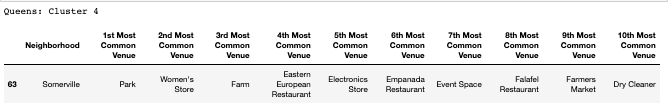 Queens: Cluster 4
Neighborhood 1st Most Common Venue 2nd Most Common Venue 3rd Most Common Venue 4th Most Common Venue 5th Most Common Venue 6th Most Common Venue 7th Most Common Venue 8th Most Common Venue 9th Most Common Venue 10th Most Common Venue
63 Somerville Park Women's Store Farm Eastern European Restaurant Electronics Store Empanada Restaurant Event Space Falafel Restaurant Farmers Market Dry Cleaner